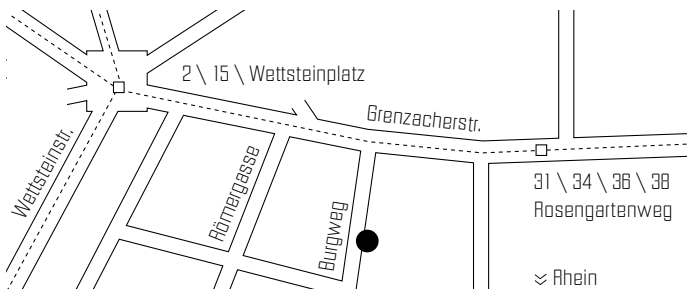 2 \ 15 \ Wettsteinplatz
Grenzacherstr.
Wettsteinstr.
Römergasse
Burgweg
31 \ 34 \ 36 \ 38
Rosengartenweg
Rhein